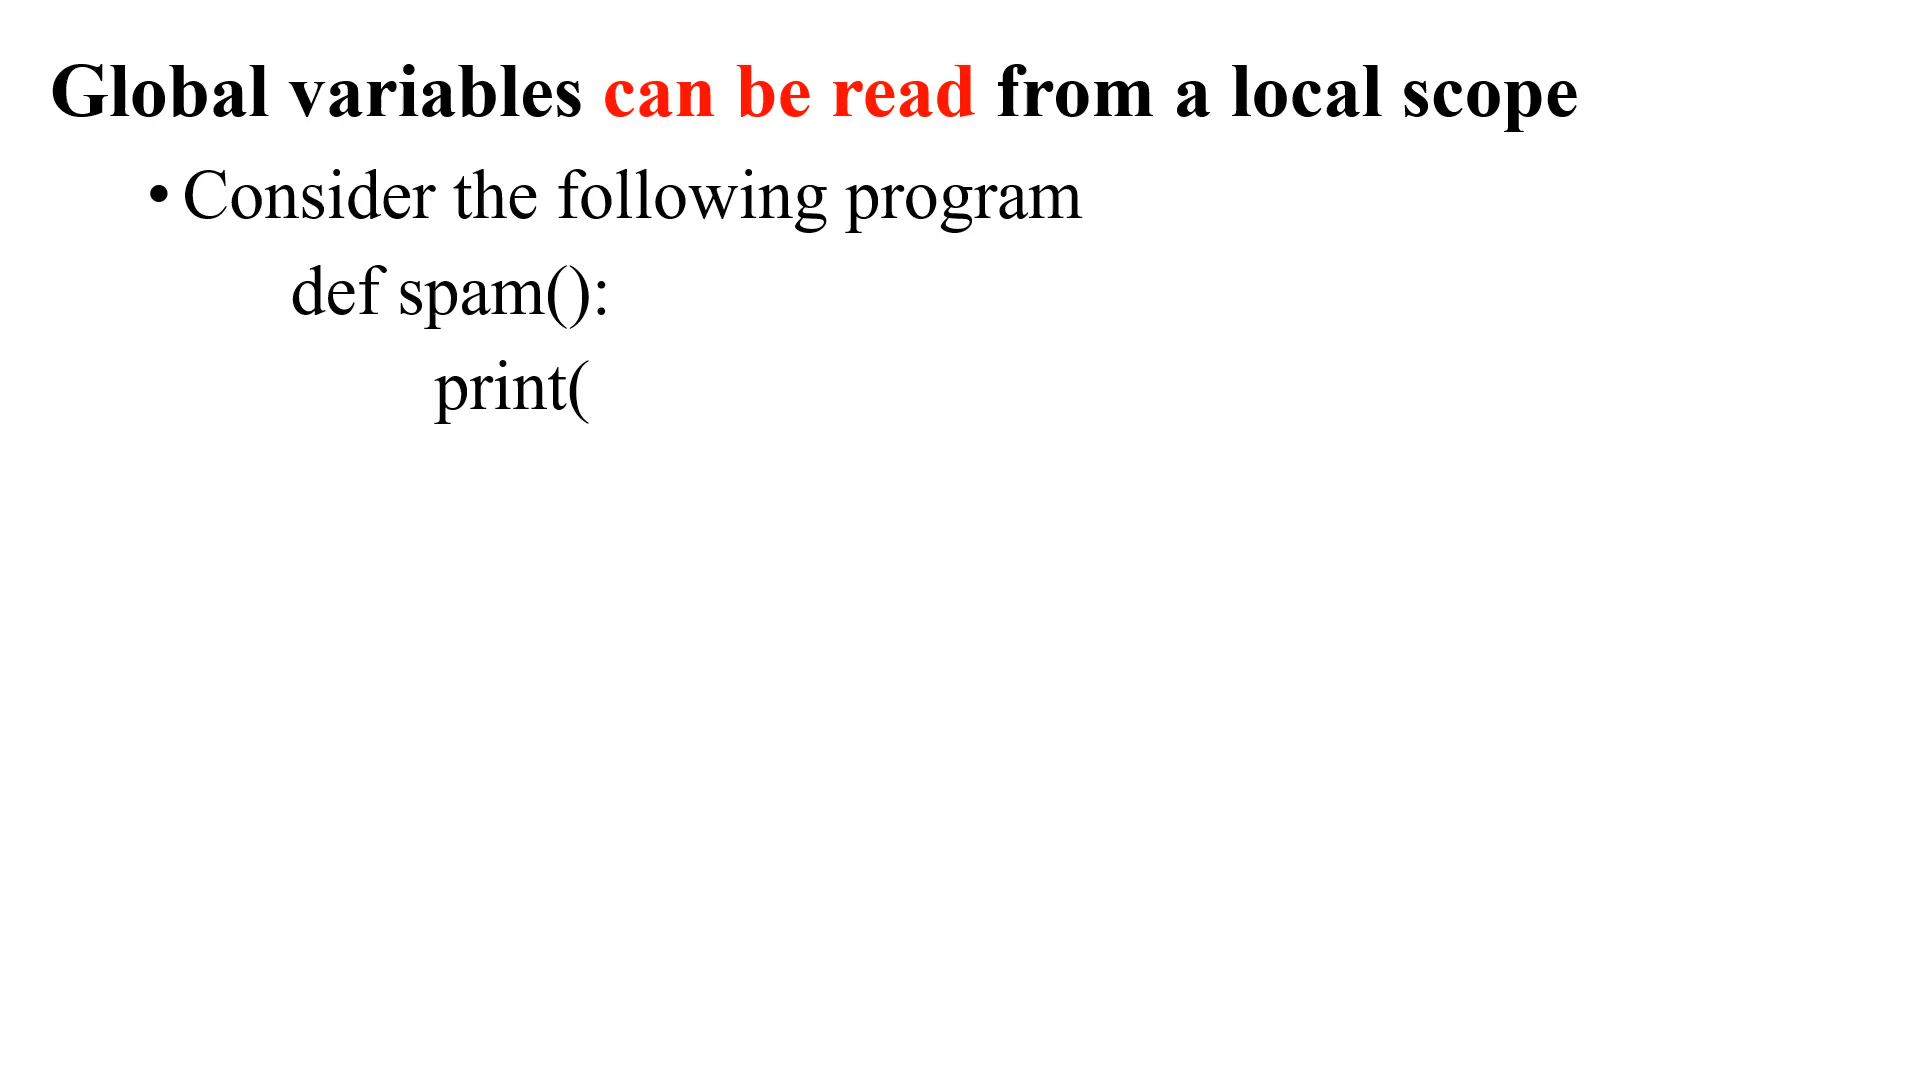 Global variables can be read from a local scope
• Consider the following program
def spam():
print(